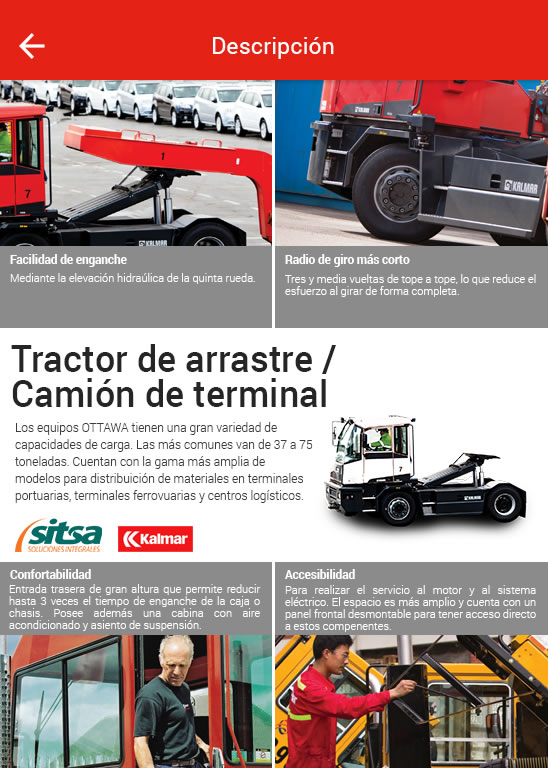 Descripción
7
1
KALMAR
KALMAR
Facilidad de enganche
Mediante la elevación hidraúlica de la quinta rueda.
Radio de giro más corto
Tres y media vueltas de tope a tope, lo que reduce el
esfuerzo al girar de forma completa.
Tractor de arrastre /
Camión de terminal
Los equipos OTTAWA tienen una gran variedad de
capacidades de carga. Las más comunes van de 37 a 75
toneladas. Cuentan con la gama más amplia de
modelos para distribuición de materiales en terminales
portuarias, terminales ferrovuarias y centros logísticos.
7
KALMAR
sitsa
SOLUCIONES INTEGRALES
Kalmar
Confortabilidad
Entrada trasera de gran altura que permite reducir
hasta 3 veces el tiempo de enganche de la caja o
chasis. Posee además una cabina con aire
acondicionado y asiento de suspensión.
Accesibilidad
Para realizar el servicio al motor y al sistema
eléctrico. El espacio es más amplio y cuenta con un
panel frontal desmontable para tener acceso directo
a estos compenentes.